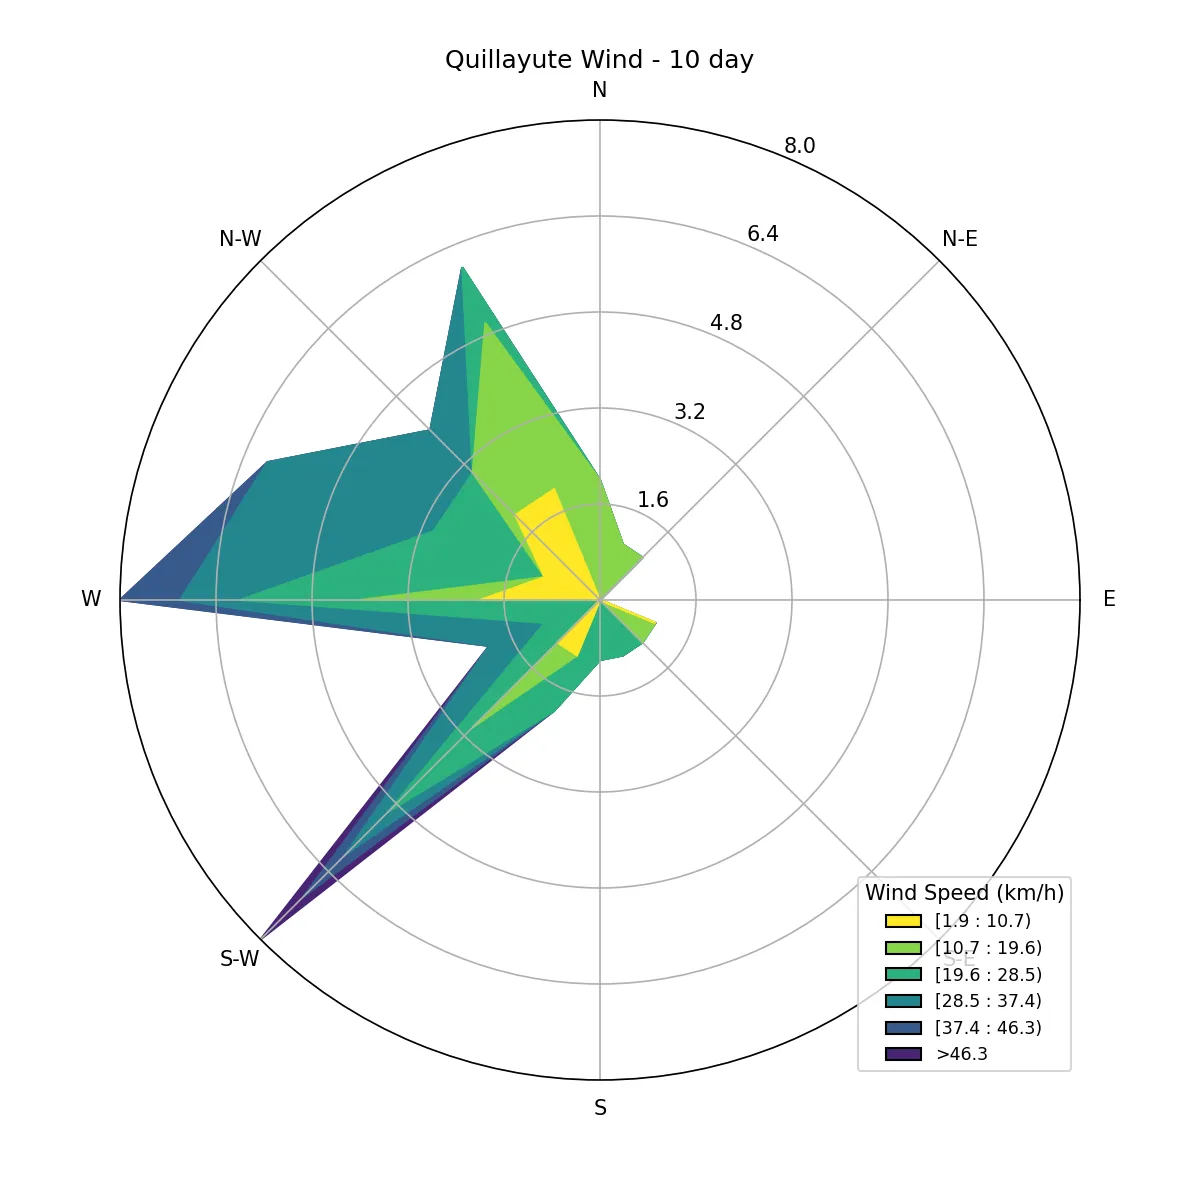 Quillayute Wind - 10 day
N
8.0
N-W
N-E
6.4
4.8
3.2
1.6
W
E
S-W
S-E
S
Wind Speed (km/h)
[1.9 : 10.7)
[10.7 : 19.6)
[19.6 : 28.5)
[28.5 : 37.4)
[37.4 : 46.3)
>46.3